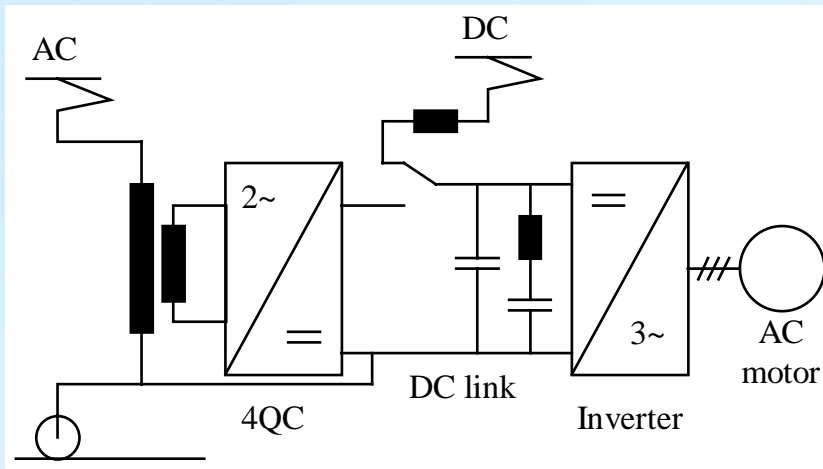 DC
AC
2~
3~
AC
motor
DC link
4QC
Inverter